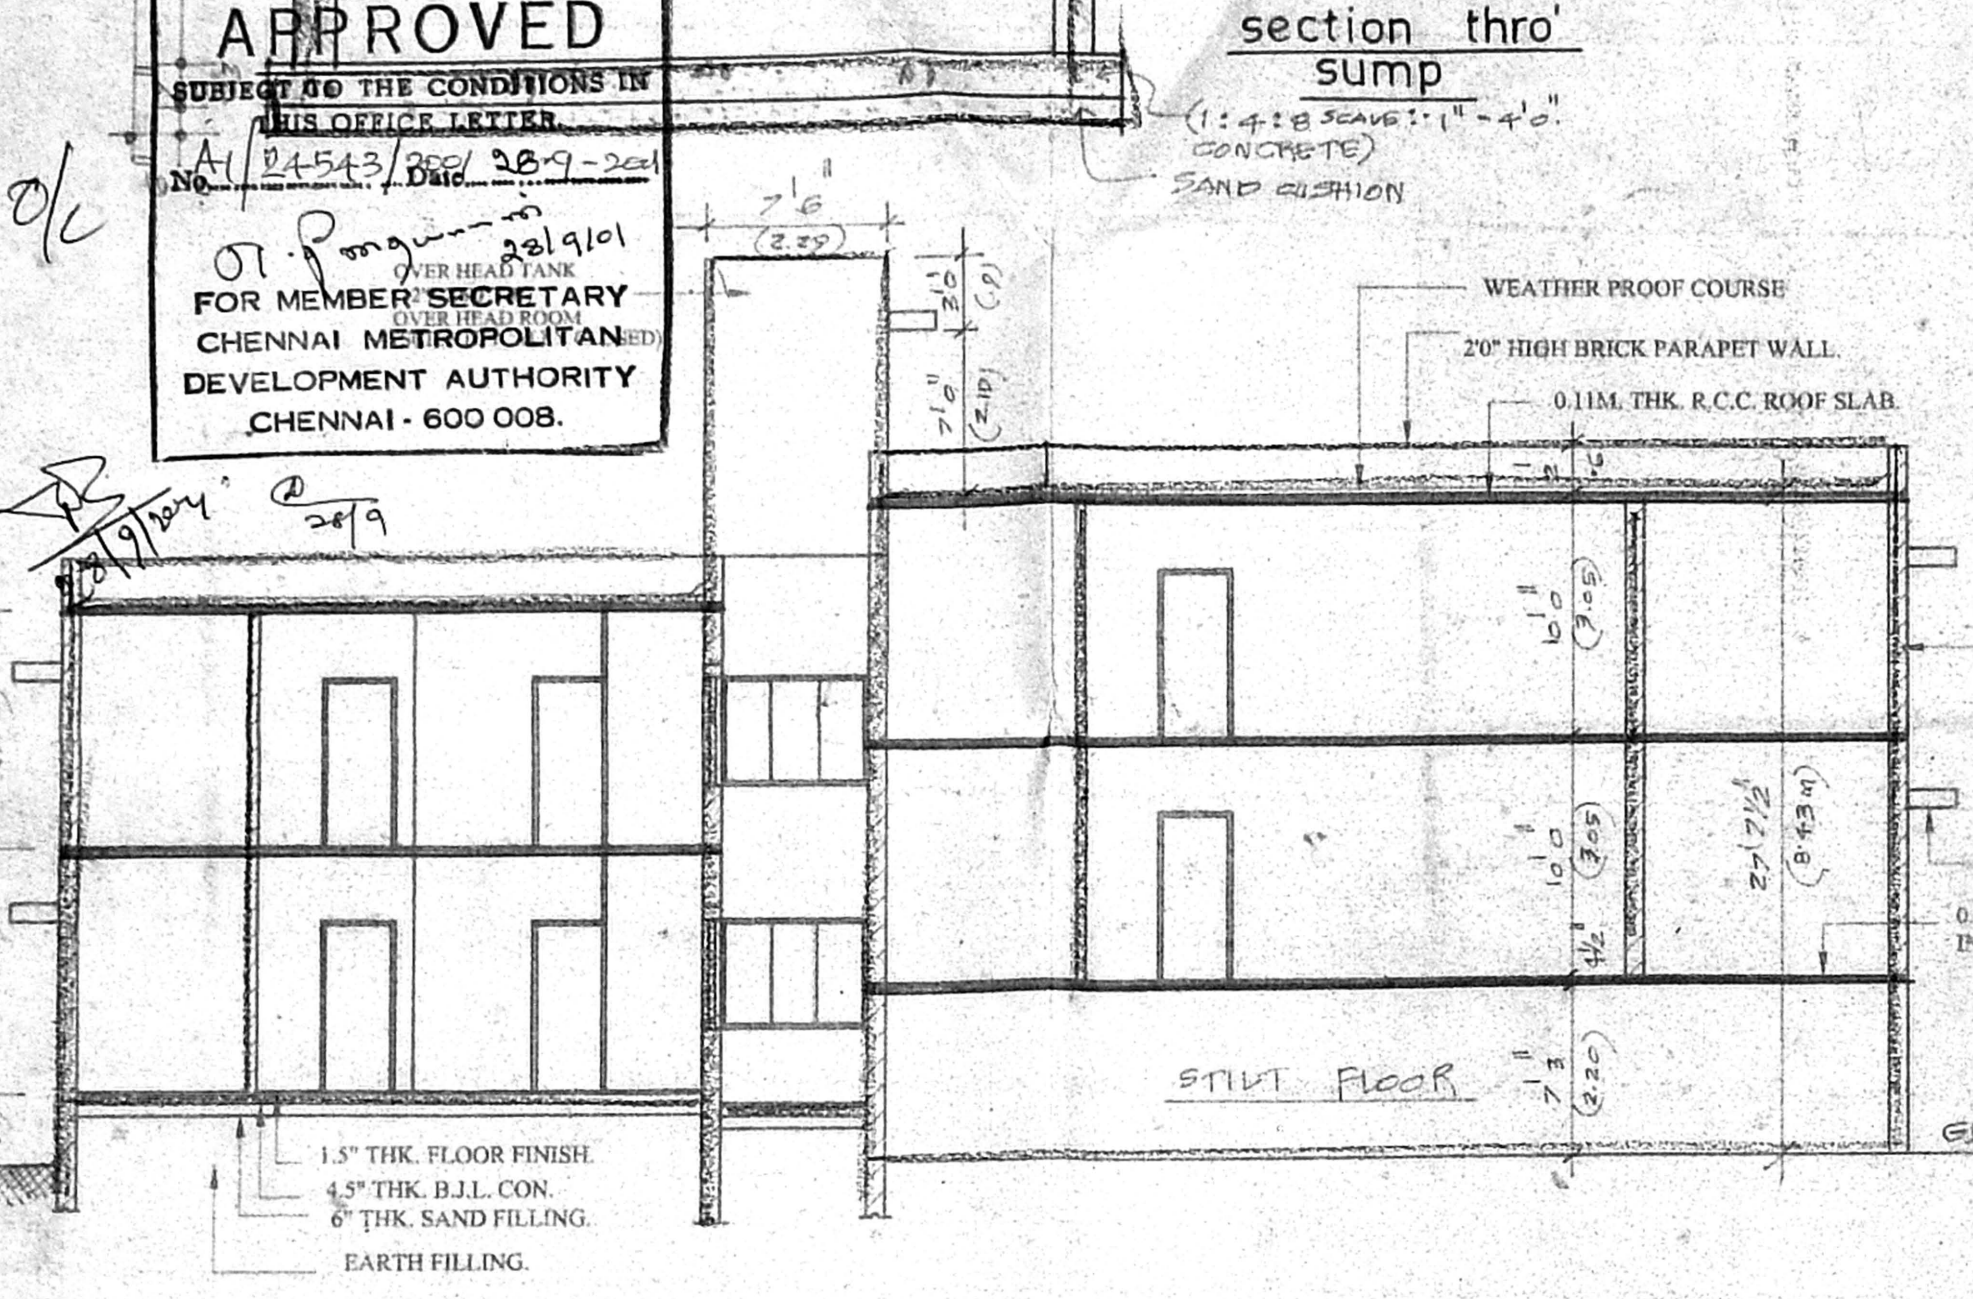 APPROVED
SUBJECT TO THE CONDITIONS IN
THIS OFFICE LETTER.
No. A1/24543/2001 Date 28-9-2001
28/9/01
OVER HEAD TANK
FOR MEMBER SECRETARY
OVER HEAD ROOM
CHENNAI METROPOLITAN
DEVELOPMENT AUTHORITY
CHENNAI - 600 008.
28/9
section thro'
sump
(1:4:8 SCALE:- 1" - 4'0".
CONCRETE)
SAND CUSHION
7'6"
(2.29)
3'0"
(.9)
7'0"
(2.10)
WEATHER PROOF COURSE
2'0" HIGH BRICK PARAPET WALL.
0.11M. THK. R.C.C. ROOF SLAB.
2'
.6
10'0"
(3.05)
10'0"
(3.05)
4½"
27'7½"
(8.43m)
STILT FLOOR
7'3"
(2.20)
1.5" THK. FLOOR FINISH.
4.5" THK. B.J.L. CON.
6" THK. SAND FILLING.
EARTH FILLING.